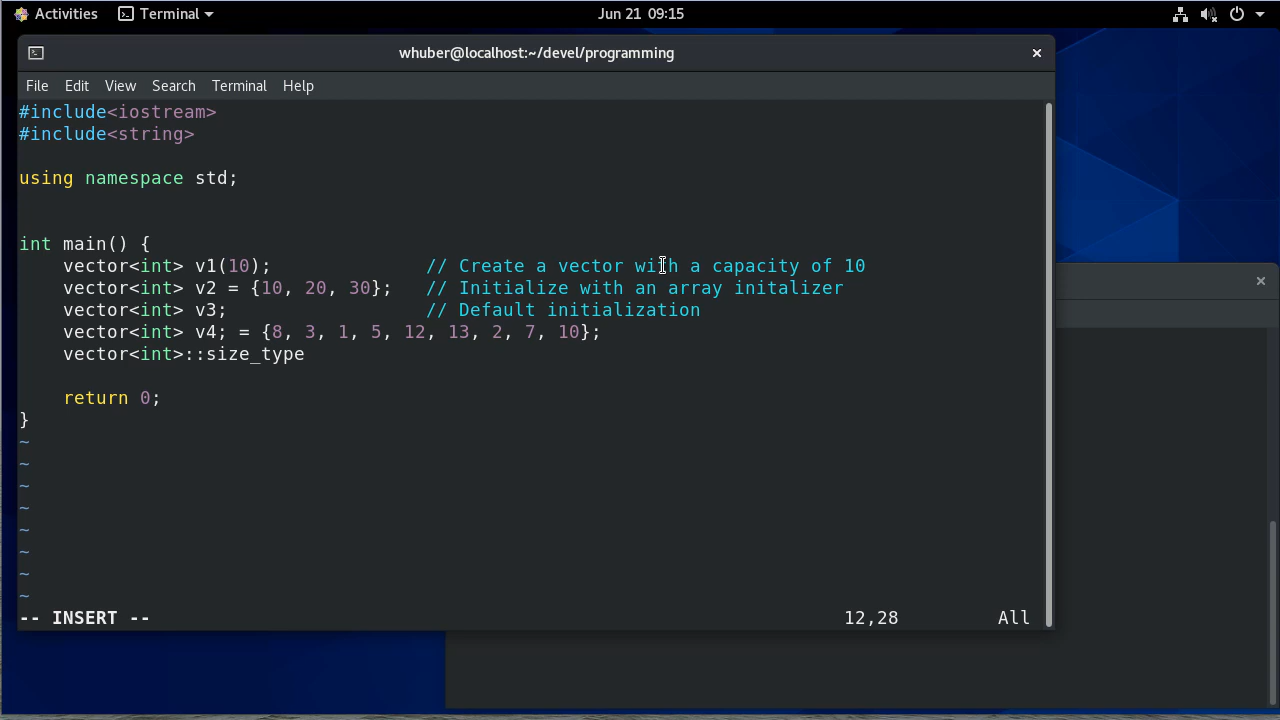 Activities Terminal Jun 21 09:15
whuber@localhost:~/devel/programming
File Edit View Search Terminal Help
#include<iostream>
#include<string>
using namespace std;
int main() {
    vector<int> v1(10);              // Create a vector with a capacity of 10
    vector<int> v2 = {10, 20, 30};   // Initialize with an array initalizer
    vector<int> v3;                  // Default initialization
    vector<int> v4; = {8, 3, 1, 5, 12, 13, 2, 7, 10};
    vector<int>::size_type
    return 0;
}
~
~
~
~
~
~
~
~
-- INSERT -- 12,28 All